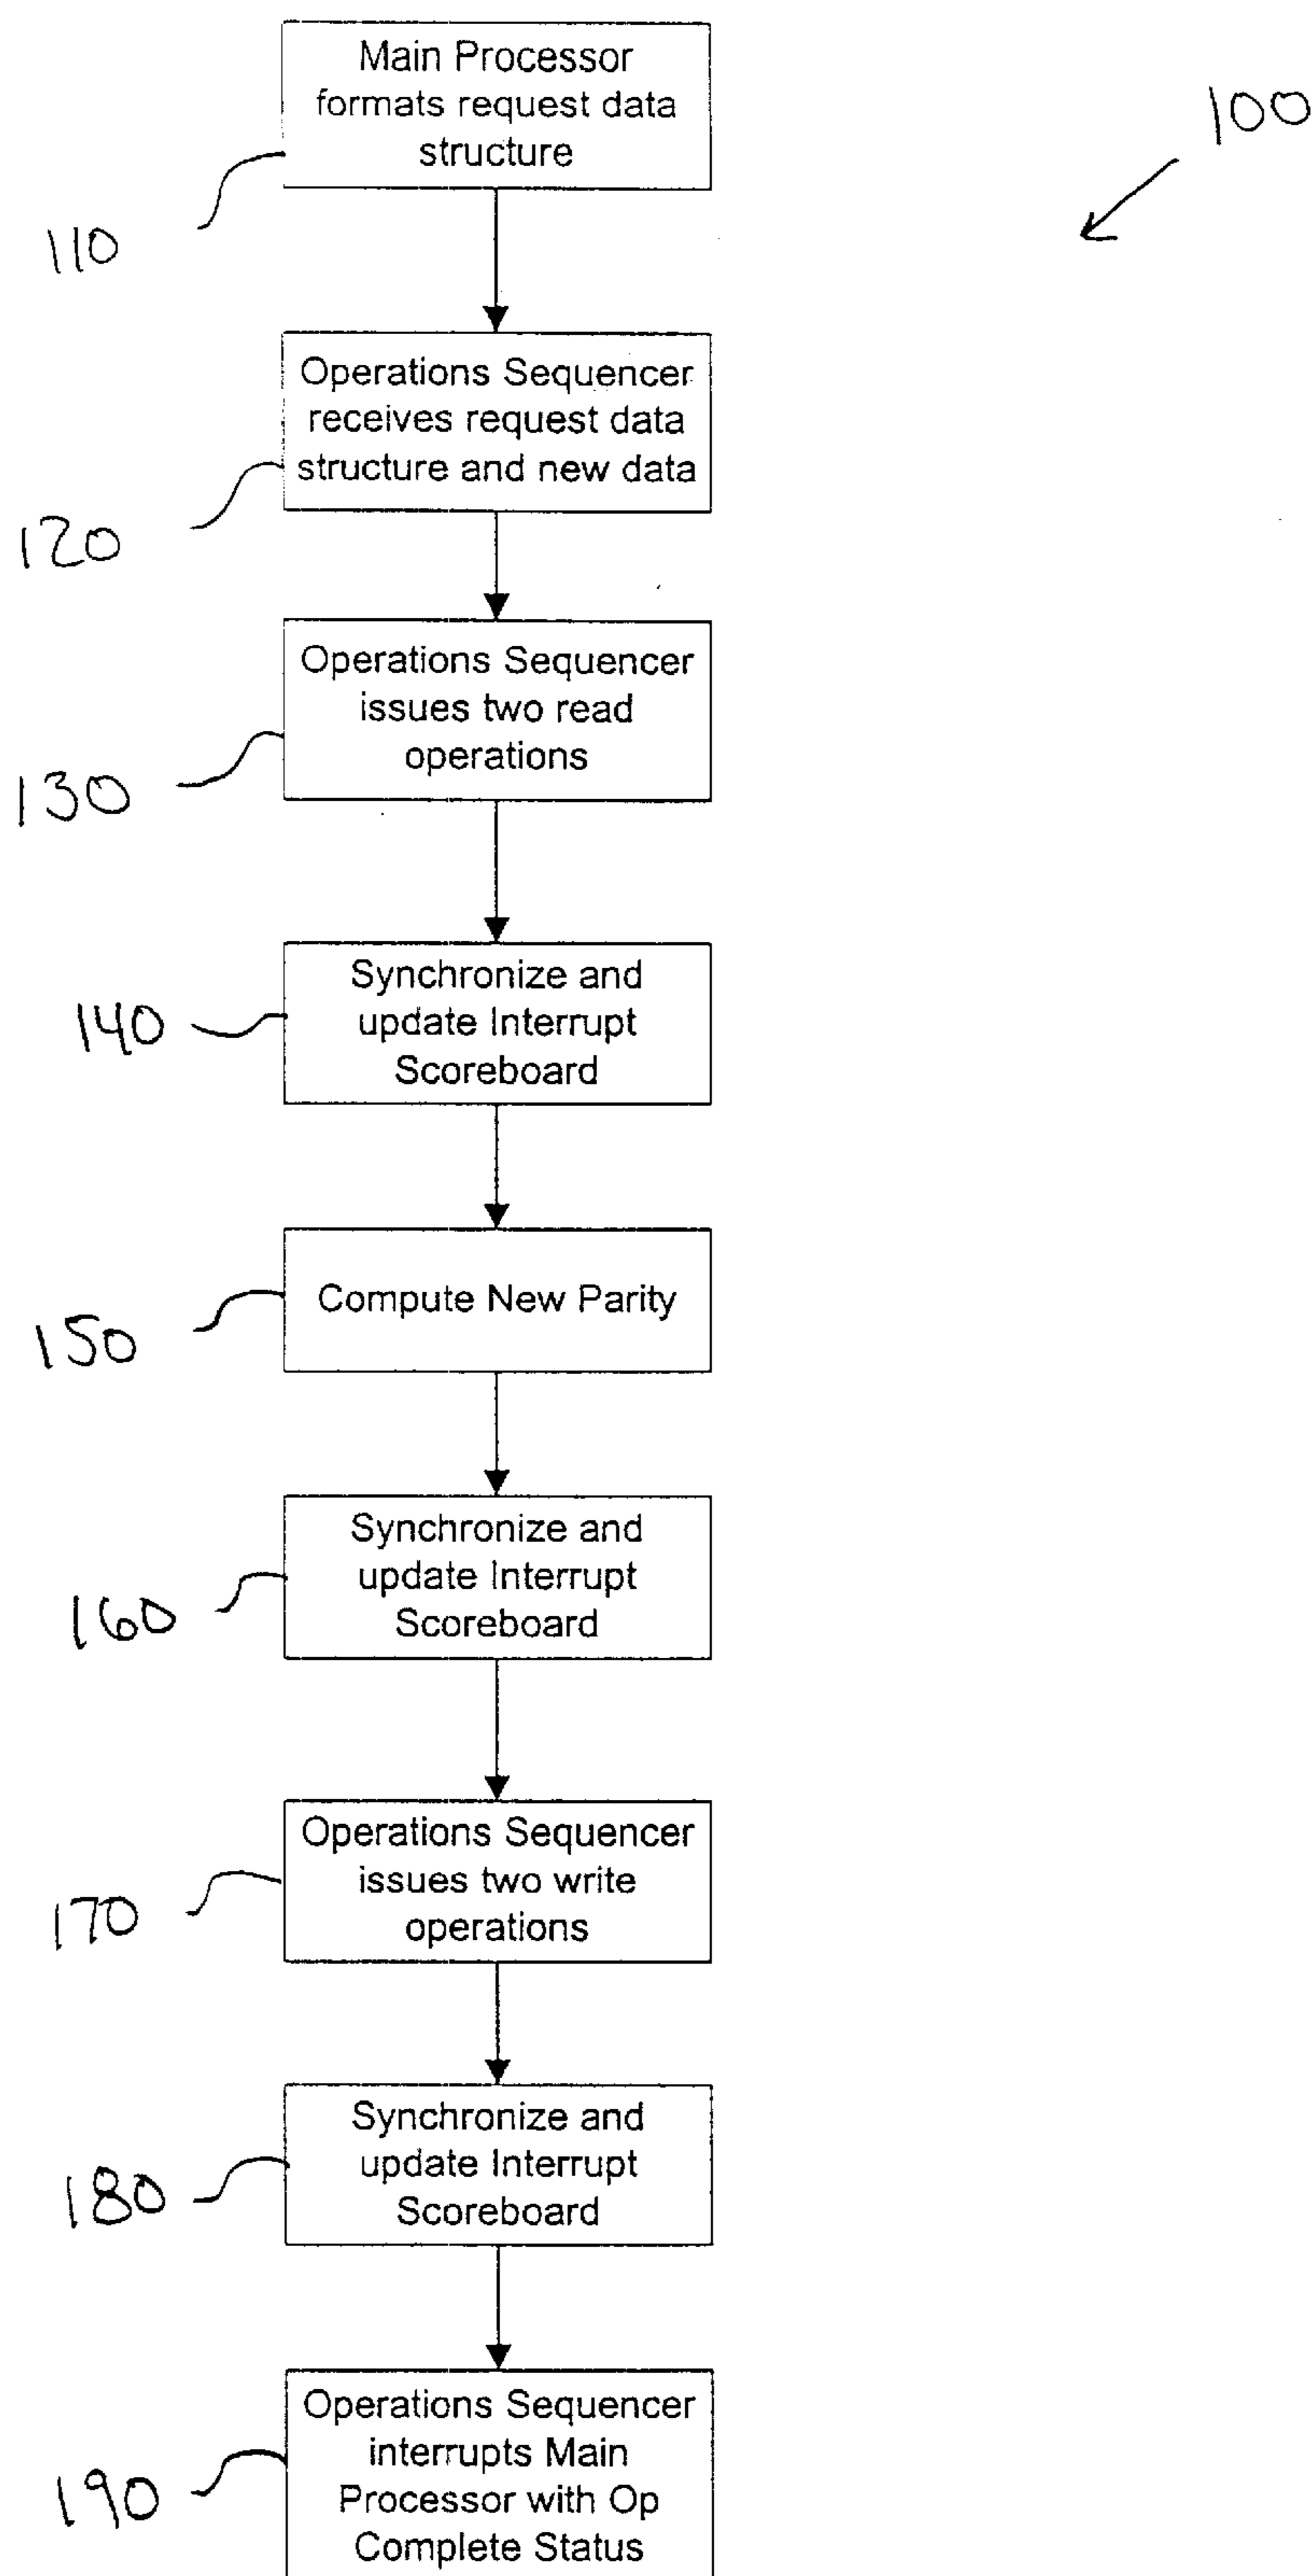 Main Processor
formats request data
structure
100
110
Operations Sequencer
receives request data
structure and new data
120
Operations Sequencer
issues two read
operations
130
Synchronize and
update Interrupt
Scoreboard
140
Compute New Parity
150
Synchronize and
update Interrupt
Scoreboard
160
Operations Sequencer
issues two write
operations
170
Synchronize and
update Interrupt
Scoreboard
180
Operations Sequencer
interrupts Main
Processor with Op
Complete Status
190